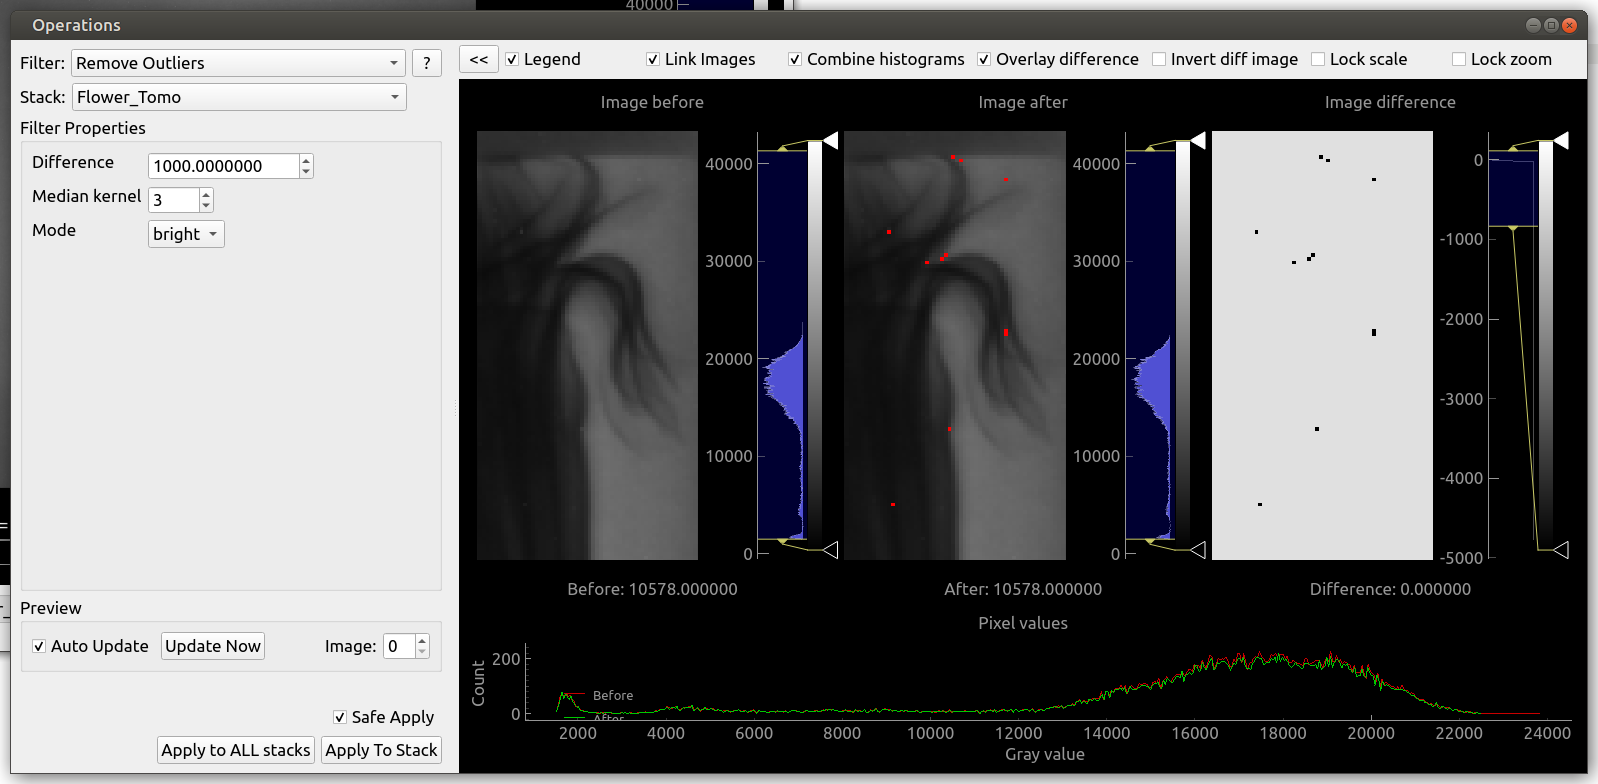 40000
Operations
Filter: Remove Outliers ?
<< Legend Link Images Combine histograms Overlay difference Invert diff image Lock scale Lock zoom
Stack: Flower_Tomo
Filter Properties
Difference 1000.0000000
Median kernel 3
Mode bright
Image before
40000
30000
20000
10000
0
Before: 10578.000000
Image after
40000
30000
20000
10000
0
After: 10578.000000
Image difference
0
-1000
-2000
-3000
-4000
-5000
Difference: 0.000000
Preview
Auto Update Update Now Image: 0
Safe Apply
Apply to ALL stacks Apply To Stack
Pixel values
Count
200
0
Before
After
2000 4000 6000 8000 10000 12000 14000 16000 18000 20000 22000 24000
Gray value